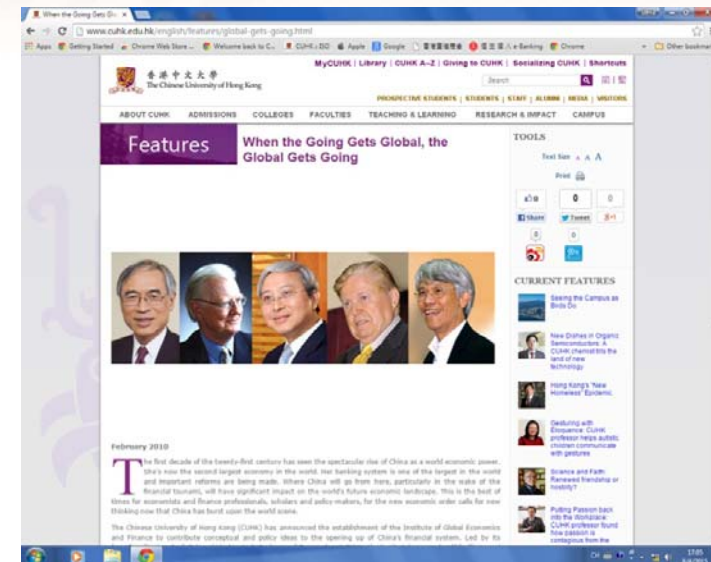 When the Going Gets Glo
www.cuhk.edu.hk/english/features/global-gets-going.html
Apps Getting Started Chrome Web Store Welcome back to C... CUHK Apple Google e-Banking Chrome Other bookmar
MyCUHK | Library | CUHK A–Z | Giving to CUHK | Socializing CUHK | Shortcuts
香港中文大學
The Chinese University of Hong Kong
Search
PROSPECTIVE STUDENTS | STUDENTS | STAFF | ALUMNI | MEDIA | VISITORS
ABOUT CUHK ADMISSIONS COLLEGES FACULTIES TEACHING & LEARNING RESEARCH & IMPACT CAMPUS
Features
When the Going Gets Global, the
Global Gets Going
TOOLS
Text Size A A A
Print
0 0 0
Share Tweet +1
0 0
CURRENT FEATURES
Seeing the Campus as
Birds Do
New Dishes in Organic
Semiconductors: A
CUHK chemist tills the
land of new
technology
Hong Kong's "New
Homeless" Epidemic
Gesturing with
Eloquence: CUHK
professor helps autistic
children communicate
with gestures
Science and Faith:
Renewed friendship or
hostility?
Putting Passion back
into the Workplace:
CUHK professor found
how passion is
contagious from the
February 2010
The first decade of the twenty-first century has seen the spectacular rise of China as a world economic power.
She's now the second largest economy in the world. Her banking system is one of the largest in the world
and important reforms are being made. Where China will go from here, particularly in the wake of the
financial tsunami, will have significant impact on the world's future economic landscape. This is the best of
times for economists and finance professionals, scholars and policy-makers, for the new economic order calls for new
thinking now that China has burst upon the world scene.
The Chinese University of Hong Kong (CUHK) has announced the establishment of the Institute of Global Economics
and Finance to contribute conceptual and policy ideas to the opening up of China's financial system. Led by its
CH
17:05